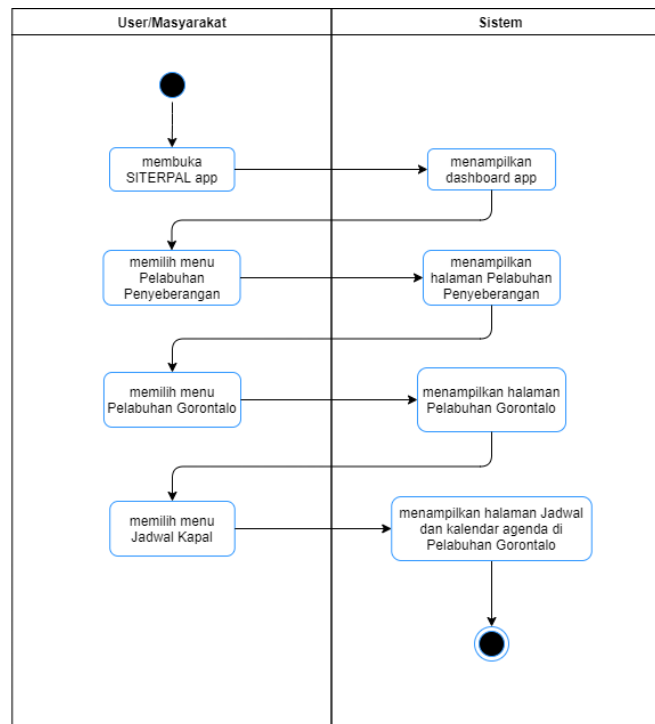 User/Masyarakat
Sistem
membuka
SITERPAL app
menampilkan
dashboard app
memilih menu
Pelabuhan
Penyeberangan
menampilkan
halaman Pelabuhan
Penyeberangan
memilih menu
Pelabuhan Gorontalo
menampilkan halaman
Pelabuhan Gorontalo
memilih menu
Jadwal Kapal
menampilkan halaman Jadwal
dan kalendar agenda di
Pelabuhan Gorontalo